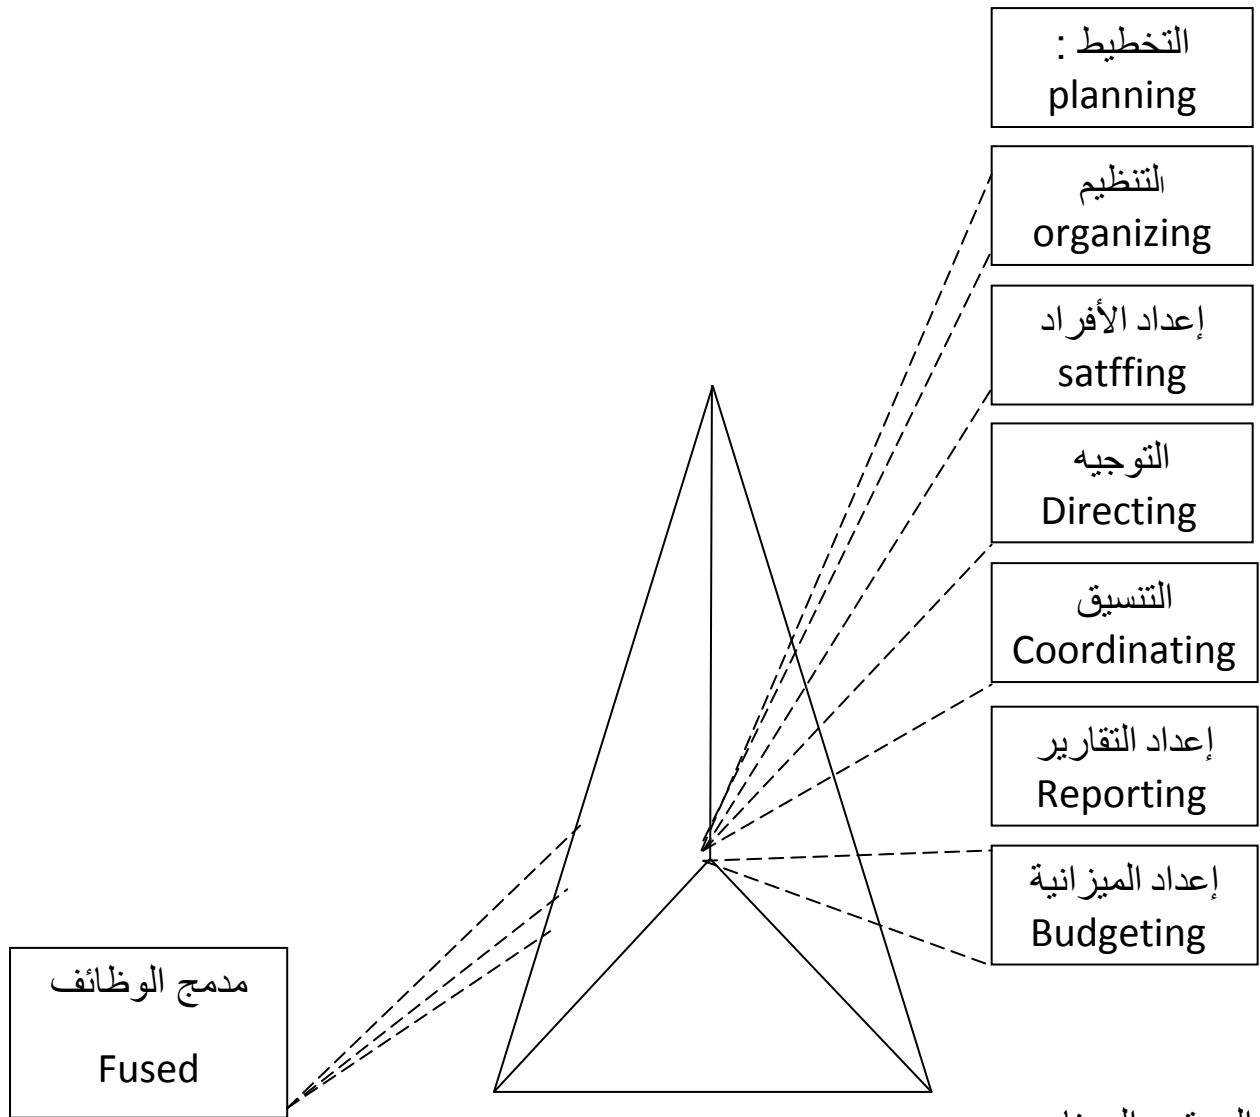 التخطيط :
planning
التنظيم
organizing
إعداد الأفراد
satffing
التوجيه
Directing
التنسيق
Coordinating
إعداد التقارير
Reporting
إعداد الميزانية
Budgeting
مدمج الوظائف
Fused